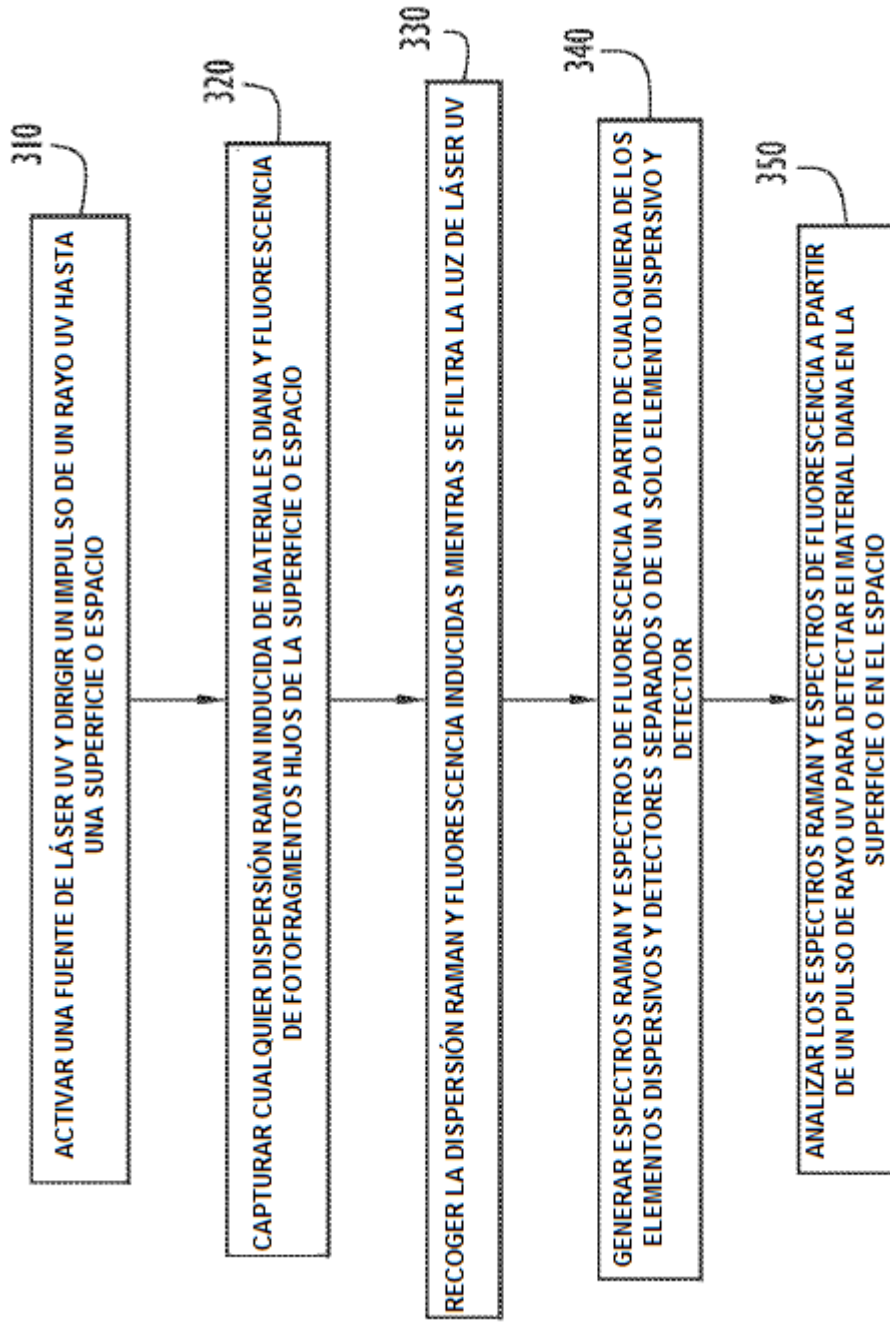 310
ACTIVAR UNA FUENTE DE LÁSER UV Y DIRIGIR UN IMPULSO DE UN RAYO UV HASTA
UNA SUPERFICIE O ESPACIO
320
CAPTURAR CUALQUIER DISPERSIÓN RAMAN INDUCIDA DE MATERIALES DIANA Y FLUORESCENCIA
DE FOTOFRAGMENTOS HIJOS DE LA SUPERFICIE O ESPACIO
330
RECOGER LA DISPERSIÓN RAMAN Y FLUORESCENCIA INDUCIDAS MIENTRAS SE FILTRA LA LUZ DE LÁSER UV
340
GENERAR ESPECTROS RAMAN Y ESPECTROS DE FLUORESCENCIA A PARTIR DE CUALQUIERA DE LOS
ELEMENTOS DISPERSIVOS Y DETECTORES SEPARADOS O DE UN SOLO ELEMENTO DISPERSIVO Y
DETECTOR
350
ANALIZAR LOS ESPECTROS RAMAN Y ESPECTROS DE FLUORESCENCIA A PARTIR
DE UN PULSO DE RAYO UV PARA DETECTAR El MATERIAL DIANA EN LA
SUPERFICIE O EN EL ESPACIO